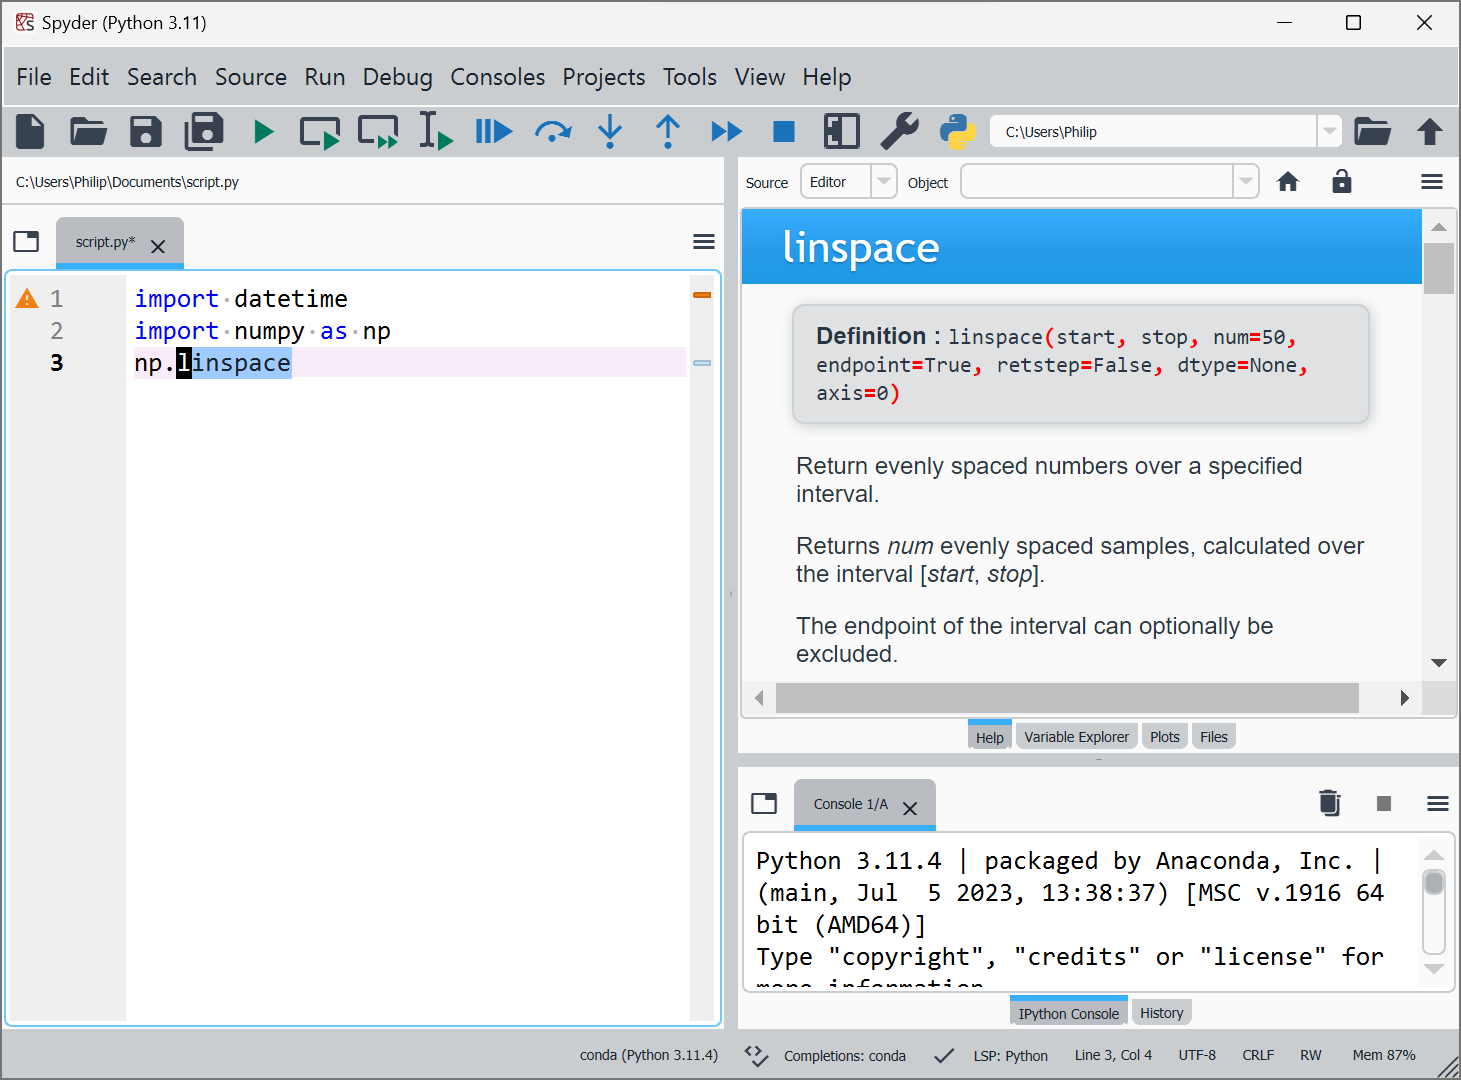 Spyder (Python 3.11)
File Edit Search Source Run Debug Consoles Projects Tools View Help
C:\Users\Philip
C:\Users\Philip\Documents\script.py
script.py*
1 import datetime
2 import numpy as np
3 np.linspace
Source Editor Object
linspace
Definition : linspace(start, stop, num=50,
endpoint=True, retstep=False, dtype=None,
axis=0)
Return evenly spaced numbers over a specified
interval.
Returns num evenly spaced samples, calculated over
the interval [start, stop].
The endpoint of the interval can optionally be
excluded.
Help Variable Explorer Plots Files
Console 1/A
Python 3.11.4 | packaged by Anaconda, Inc. |
(main, Jul  5 2023, 13:38:37) [MSC v.1916 64
bit (AMD64)]
Type "copyright", "credits" or "license" for
more information
IPython Console History
conda (Python 3.11.4) Completions: conda LSP: Python Line 3, Col 4 UTF-8 CRLF RW Mem 87%